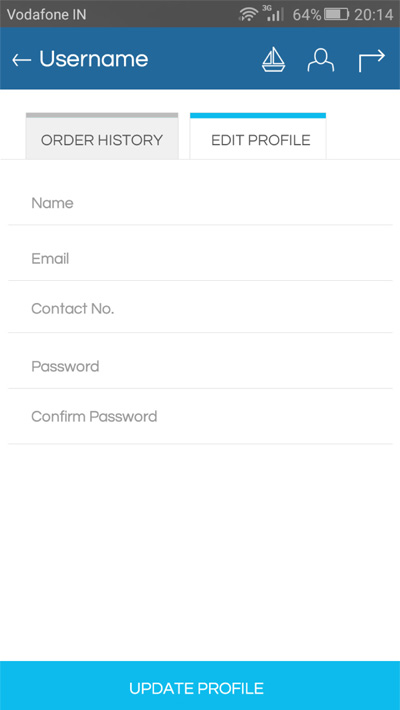 Vodafone IN 3G 64% 20:14
← Username
ORDER HISTORY EDIT PROFILE
Name
Email
Contact No.
Password
Confirm Password
UPDATE PROFILE